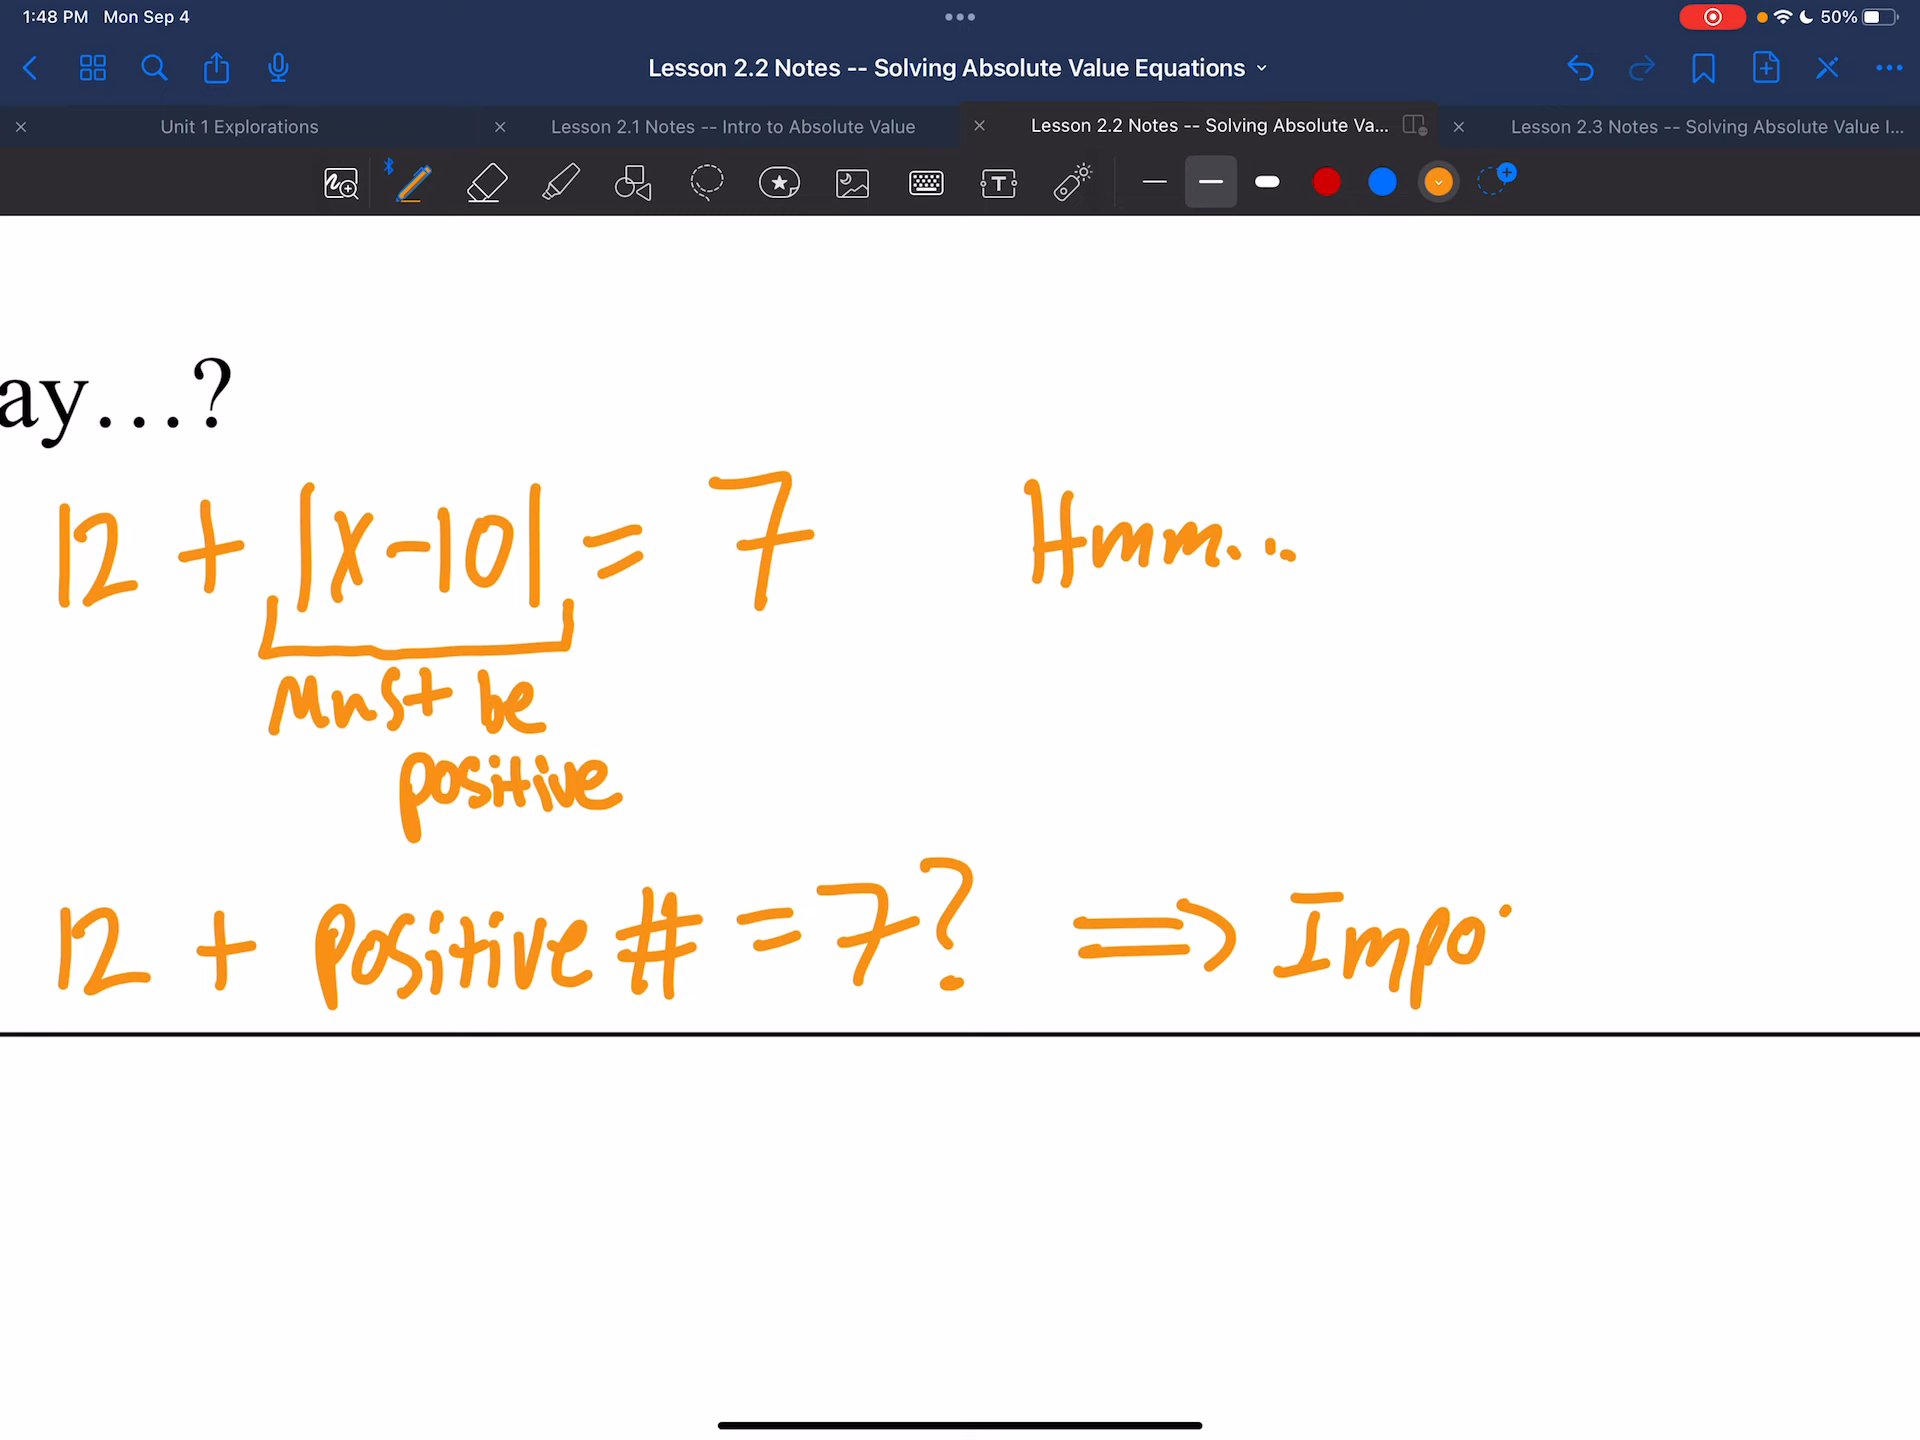 1:48 PM Mon Sep 4
50%
Lesson 2.2 Notes -- Solving Absolute Value Equations
Unit 1 Explorations
Lesson 2.1 Notes -- Intro to Absolute Value
Lesson 2.2 Notes -- Solving Absolute Va...
Lesson 2.3 Notes -- Solving Absolute Value I...
T
ay...?
12 + |x-10| = 7 Hmm...
Must be
positive
12 + positive # = 7? ⇒ Impo